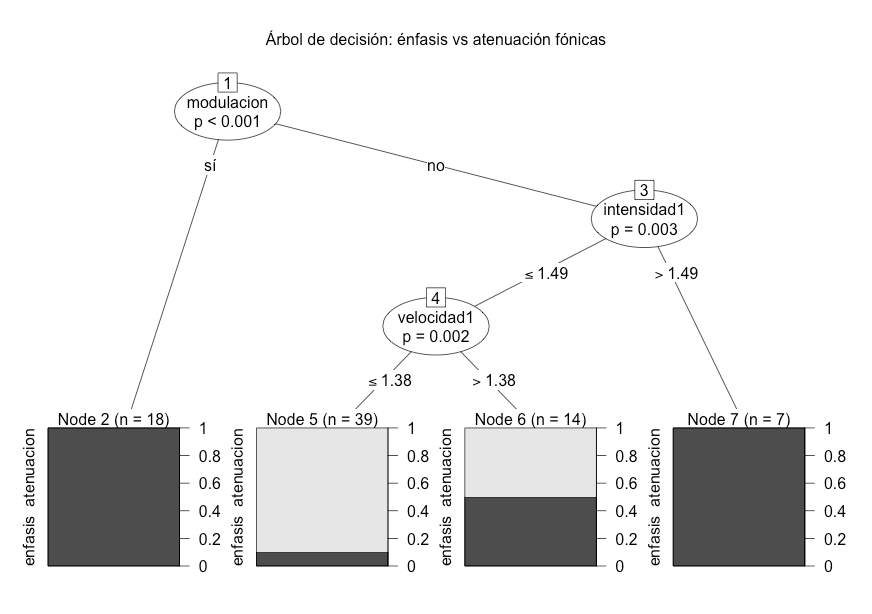 Árbol de decisión: énfasis vs atenuación fónicas
1
modulacion
p < 0.001
sí
no
3
intensidad1
p = 0.003
≤ 1.49
> 1.49
4
velocidad1
p = 0.002
≤ 1.38
> 1.38
Node 2 (n = 18)
enfasis atenuacion
1
0.8
0.6
0.4
0.2
0
Node 5 (n = 39)
enfasis atenuacion
1
0.8
0.6
0.4
0.2
0
Node 6 (n = 14)
enfasis atenuacion
1
0.8
0.6
0.4
0.2
0
Node 7 (n = 7)
enfasis atenuacion
1
0.8
0.6
0.4
0.2
0